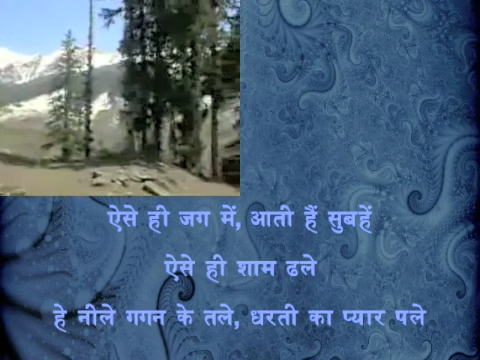 ऐसे ही जग में, आती हैं सुबहें
ऐसे ही शाम ढले
हे नीले गगन के तले, धरती का प्यार पले